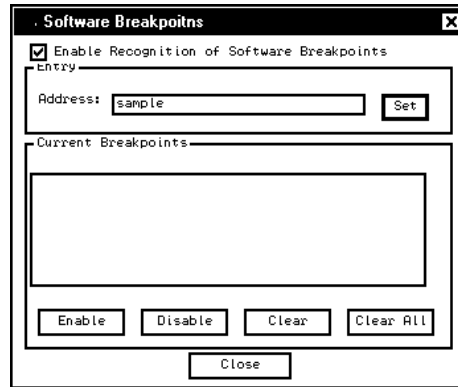 Software Breakpoitns
Enable Recognition of Software Breakpoints
Entry
Address: sample Set
Current Breakpoints
Enable Disable Clear Clear All
Close